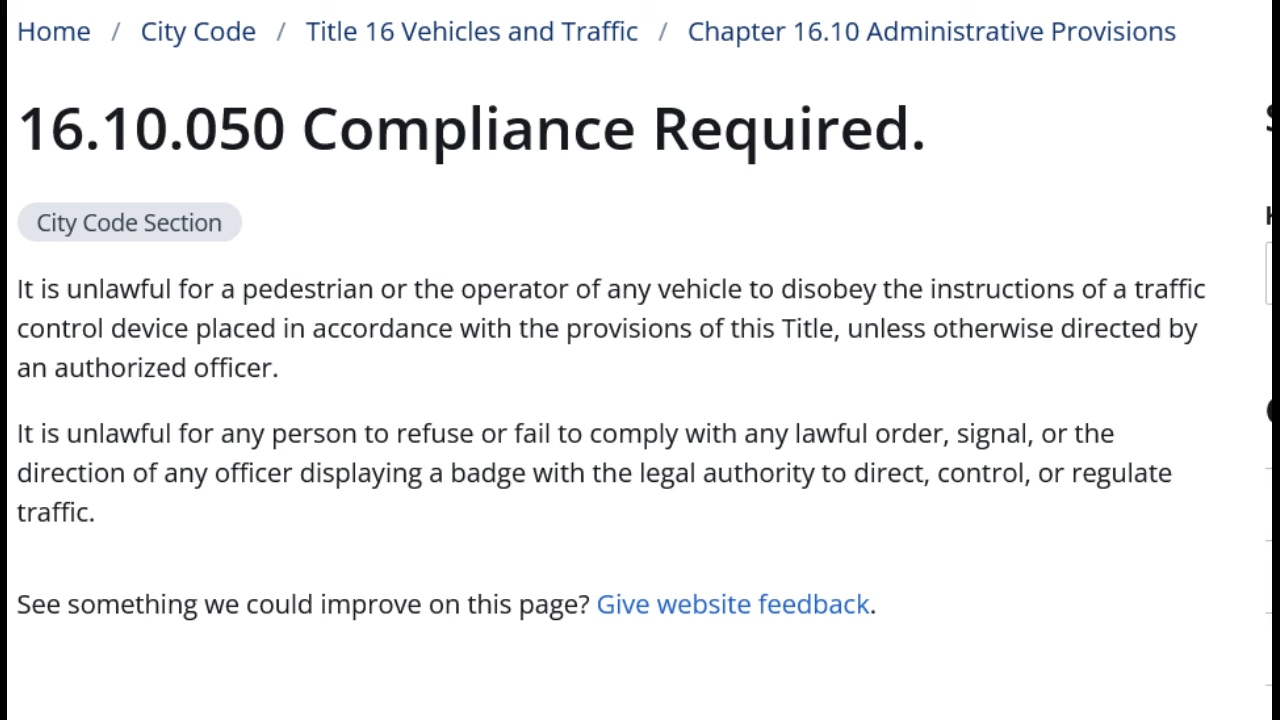 Home / City Code / Title 16 Vehicles and Traffic / Chapter 16.10 Administrative Provisions
16.10.050 Compliance Required.
City Code Section
It is unlawful for a pedestrian or the operator of any vehicle to disobey the instructions of a traffic
control device placed in accordance with the provisions of this Title, unless otherwise directed by
an authorized officer.
It is unlawful for any person to refuse or fail to comply with any lawful order, signal, or the
direction of any officer displaying a badge with the legal authority to direct, control, or regulate
traffic.
See something we could improve on this page? Give website feedback.